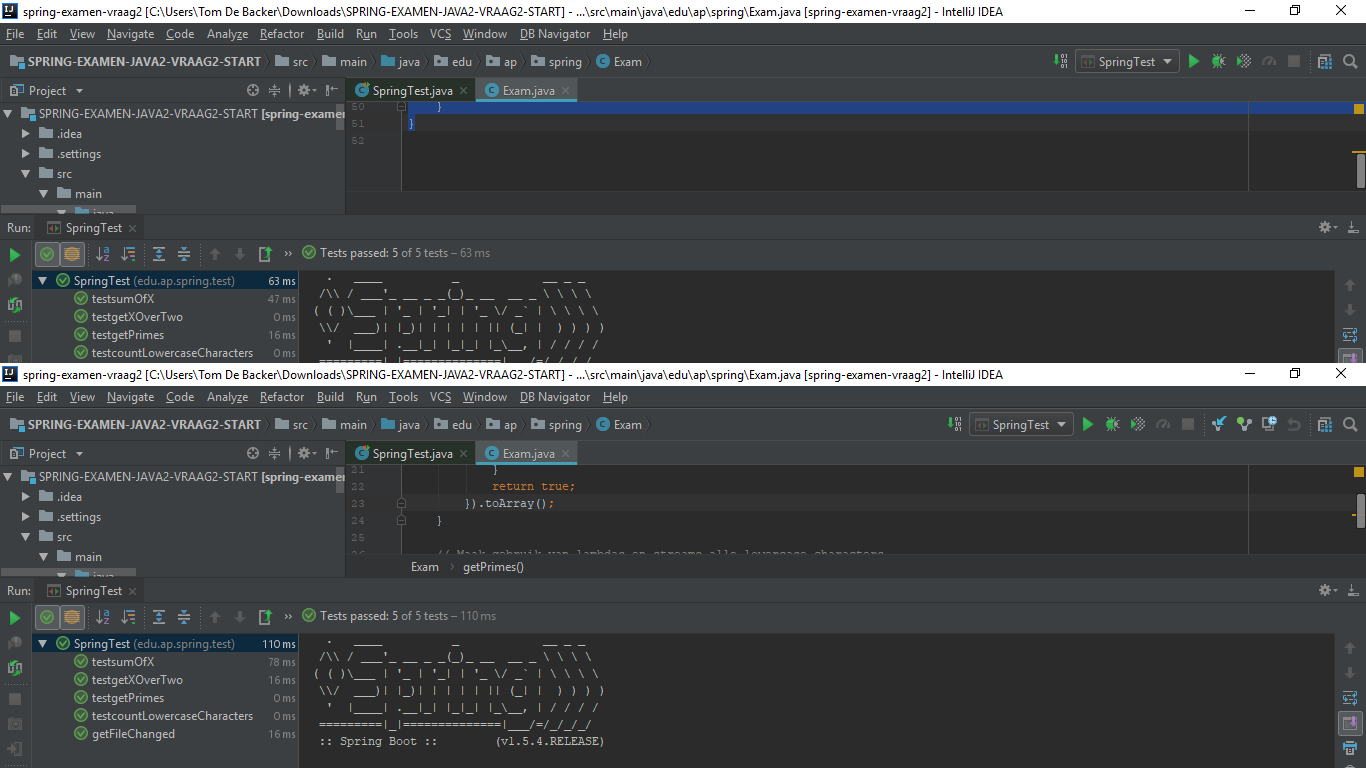 spring-examen-vraag2 [C:\Users\Tom De Backer\Downloads\SPRING-EXAMEN-JAVA2-VRAAG2-START] - ...\src\main\java\edu\ap\spring\Exam.java [spring-examen-vraag2] - IntelliJ IDEA
File Edit View Navigate Code Analyze Refactor Build Run Tools VCS Window DB Navigator Help
SPRING-EXAMEN-JAVA2-VRAAG2-START src main java edu ap spring Exam SpringTest
Project SpringTest.java Exam.java
SPRING-EXAMEN-JAVA2-VRAAG2-START [spring-examen
50 }
.idea
51 }
.settings
52
src
main
java
Run: SpringTest
Tests passed: 5 of 5 tests – 63 ms
SpringTest (edu.ap.spring.test) 63 ms
testsumOfX 47 ms
testgetXOverTwo 0 ms
testgetPrimes 16 ms
testcountLowercaseCharacters 0 ms
spring-examen-vraag2 [C:\Users\Tom De Backer\Downloads\SPRING-EXAMEN-JAVA2-VRAAG2-START] - ...\src\main\java\edu\ap\spring\Exam.java [spring-examen-vraag2] - IntelliJ IDEA
File Edit View Navigate Code Analyze Refactor Build Run Tools VCS Window DB Navigator Help
SPRING-EXAMEN-JAVA2-VRAAG2-START src main java edu ap spring Exam SpringTest
Project SpringTest.java Exam.java
SPRING-EXAMEN-JAVA2-VRAAG2-START [spring-examen
21 }
.idea
22 return true;
.settings
23 }).toArray();
24 }
src
25
main
26 // Maak gebruik van lambdas en streams alle lowercase characters
java
Exam getPrimes()
Run: SpringTest
Tests passed: 5 of 5 tests – 110 ms
SpringTest (edu.ap.spring.test) 110 ms
testsumOfX 78 ms
testgetXOverTwo 16 ms
testgetPrimes 0 ms
testcountLowercaseCharacters 0 ms
getFileChanged 16 ms
:: Spring Boot :: (v1.5.4.RELEASE)